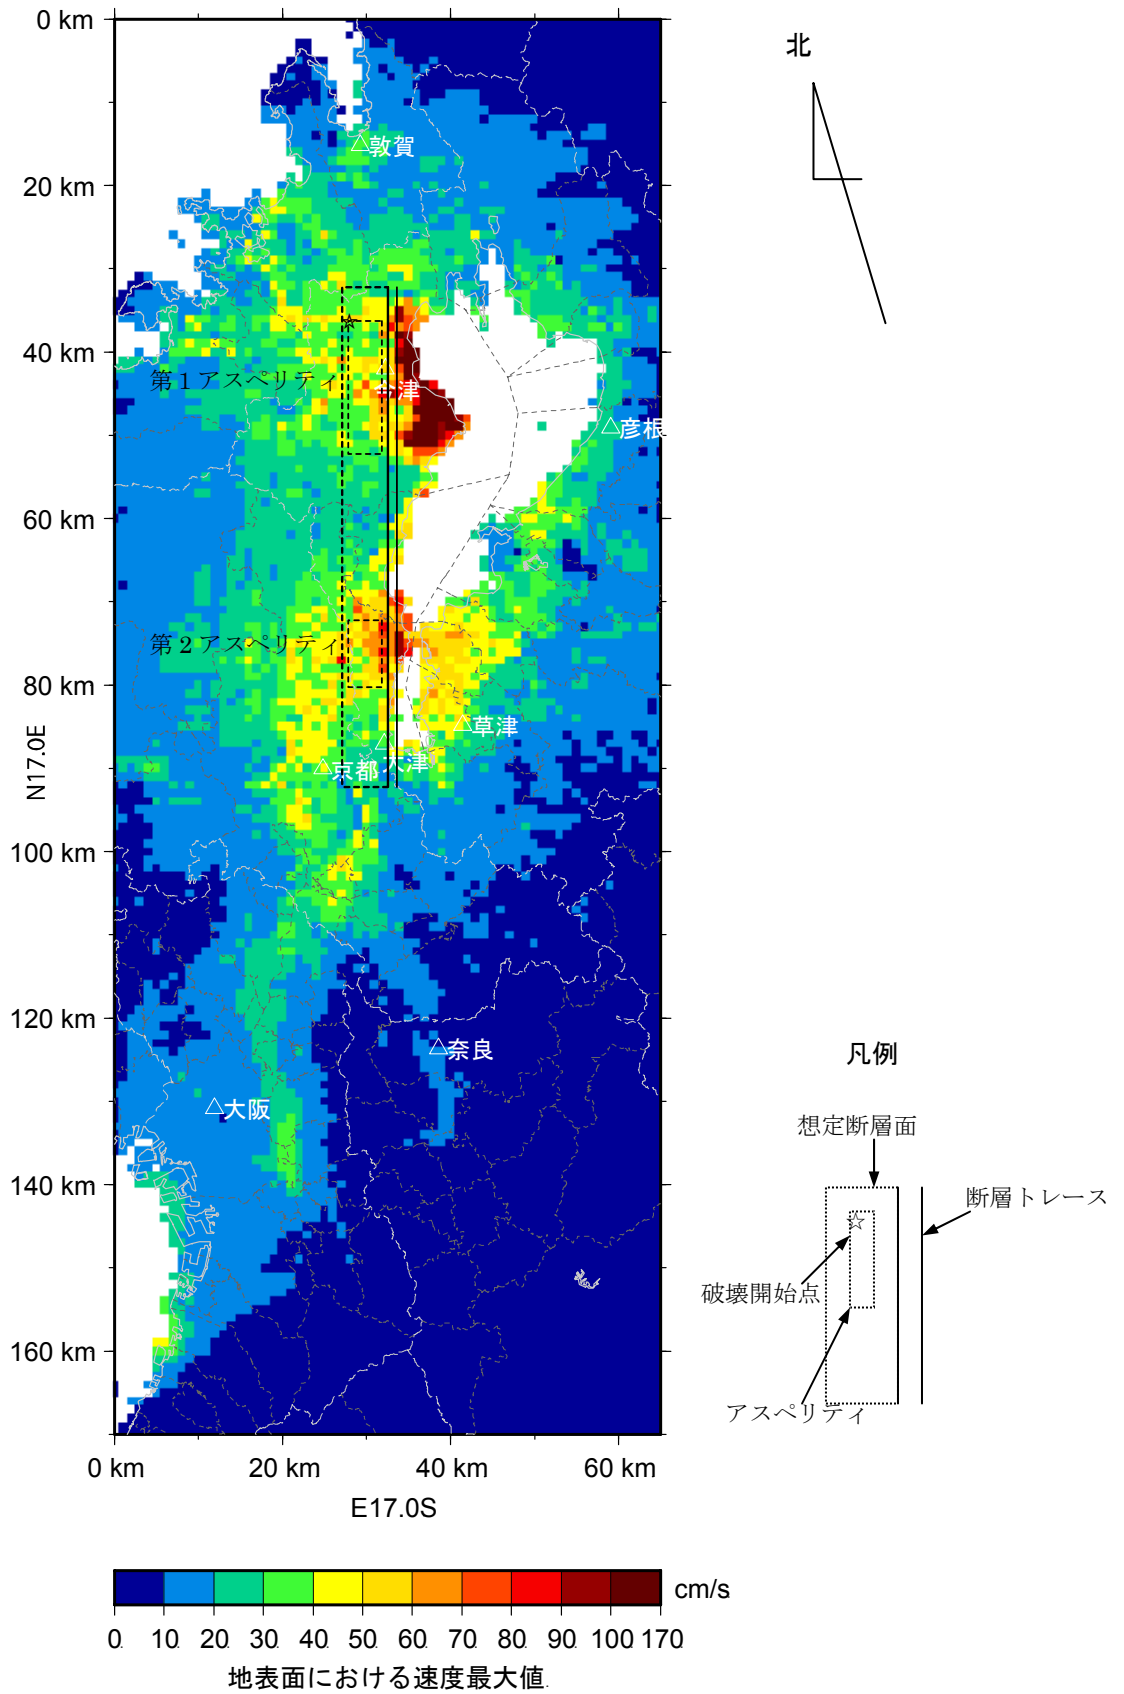 0 km
20 km
40 km
60 km
80 km
100 km
120 km
140 km
160 km
N17.0E
敦賀
第1アスペリティ
今津
彦根
第2アスペリティ
草津
大津
京都
奈良
大阪
0 km
20 km
40 km
60 km
E17.0S
0. 10. 20. 30. 40. 50. 60. 70. 80. 90. 100. 170.
cm/s
地表面における速度最大値.
北
凡例
想定断層面
断層トレース
破壊開始点
アスペリティ